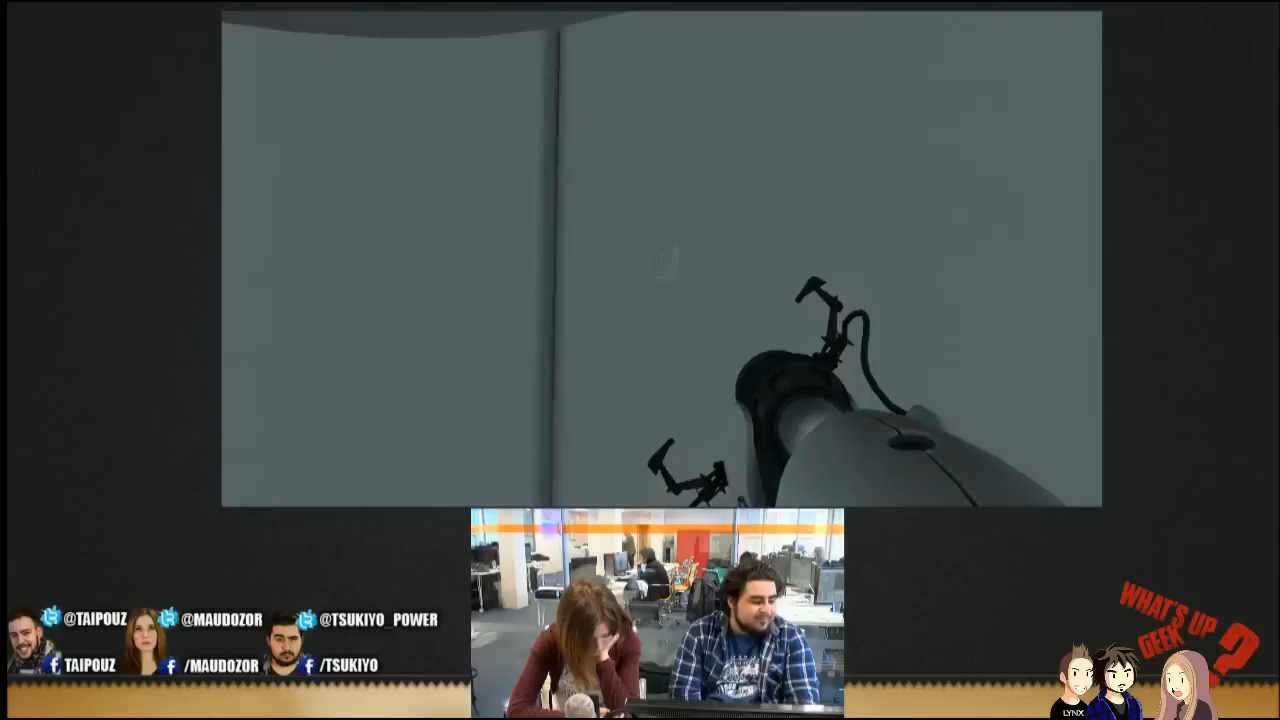 @TAIPOUZ
@MAUDOZOR
@TSUKIYO_POWER
TAIPOUZ
/MAUDOZOR
/TSUKIYO
WHAT'S UP
GEEK
?
LYNX